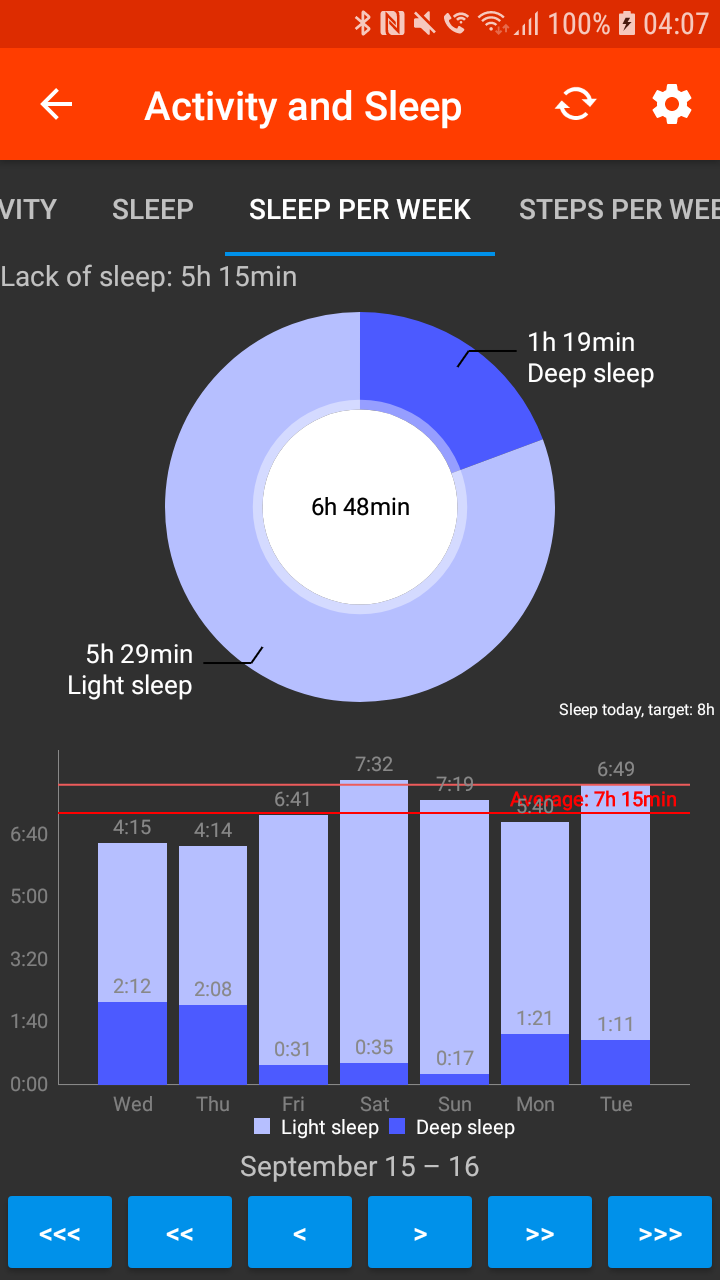 100% 04:07
Activity and Sleep
VITY SLEEP SLEEP PER WEEK STEPS PER WEE
Lack of sleep: 5h 15min
1h 19min
Deep sleep
6h 48min
5h 29min
Light sleep
Sleep today, target: 8h
7:32
6:49
7:19
6:41
Average: 7h 15min
5:40
4:15
4:14
6:40
5:00
3:20
2:12
2:08
1:40
1:21
1:11
0:31
0:35
0:17
0:00
Wed Thu Fri Sat Sun Mon Tue
Light sleep Deep sleep
September 15 – 16
<<< << < > >> >>>